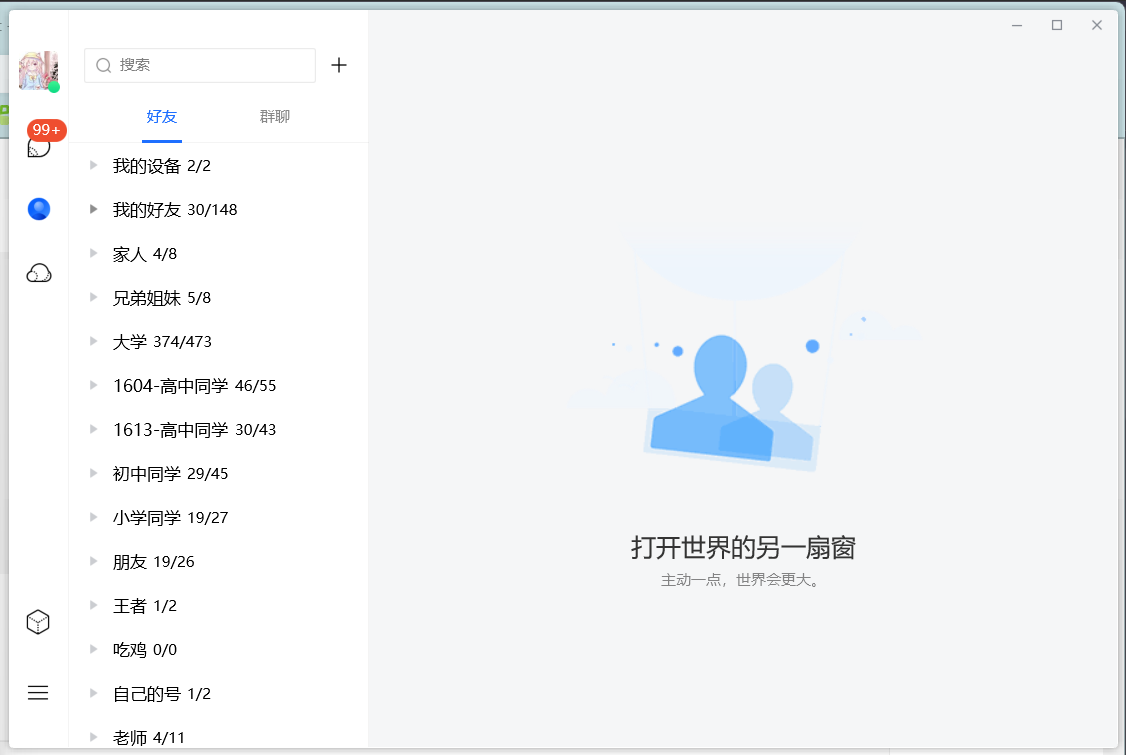 搜索
好友
群聊
99+
我的设备 2/2
我的好友 30/148
家人 4/8
兄弟姐妹 5/8
大学 374/473
1604-高中同学 46/55
1613-高中同学 30/43
初中同学 29/45
小学同学 19/27
朋友 19/26
王者 1/2
吃鸡 0/0
自己的号 1/2
老师 4/11
打开世界的另一扇窗
主动一点，世界会更大。